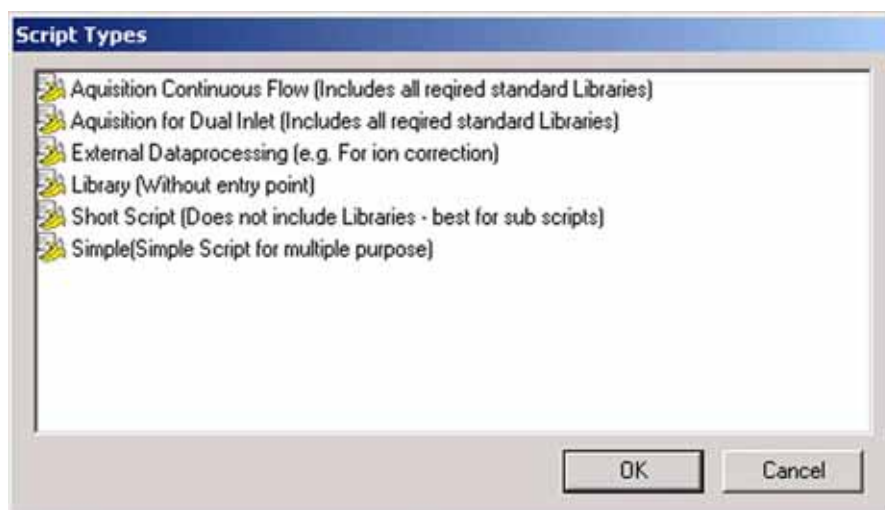 Script Types
Aquisition Continuous Flow (Includes all reqired standard Libraries)
Aquisition for Dual Inlet (Includes all reqired standard Libraries)
External Dataprocessing (e.g. For ion correction)
Library (Without entry point)
Short Script (Does not include Libraries - best for sub scripts)
Simple(Simple Script for multiple purpose)
OK Cancel